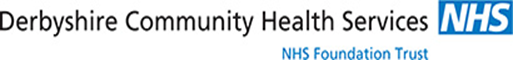 Derbyshire Community Health Services NHS
NHS Foundation Trust